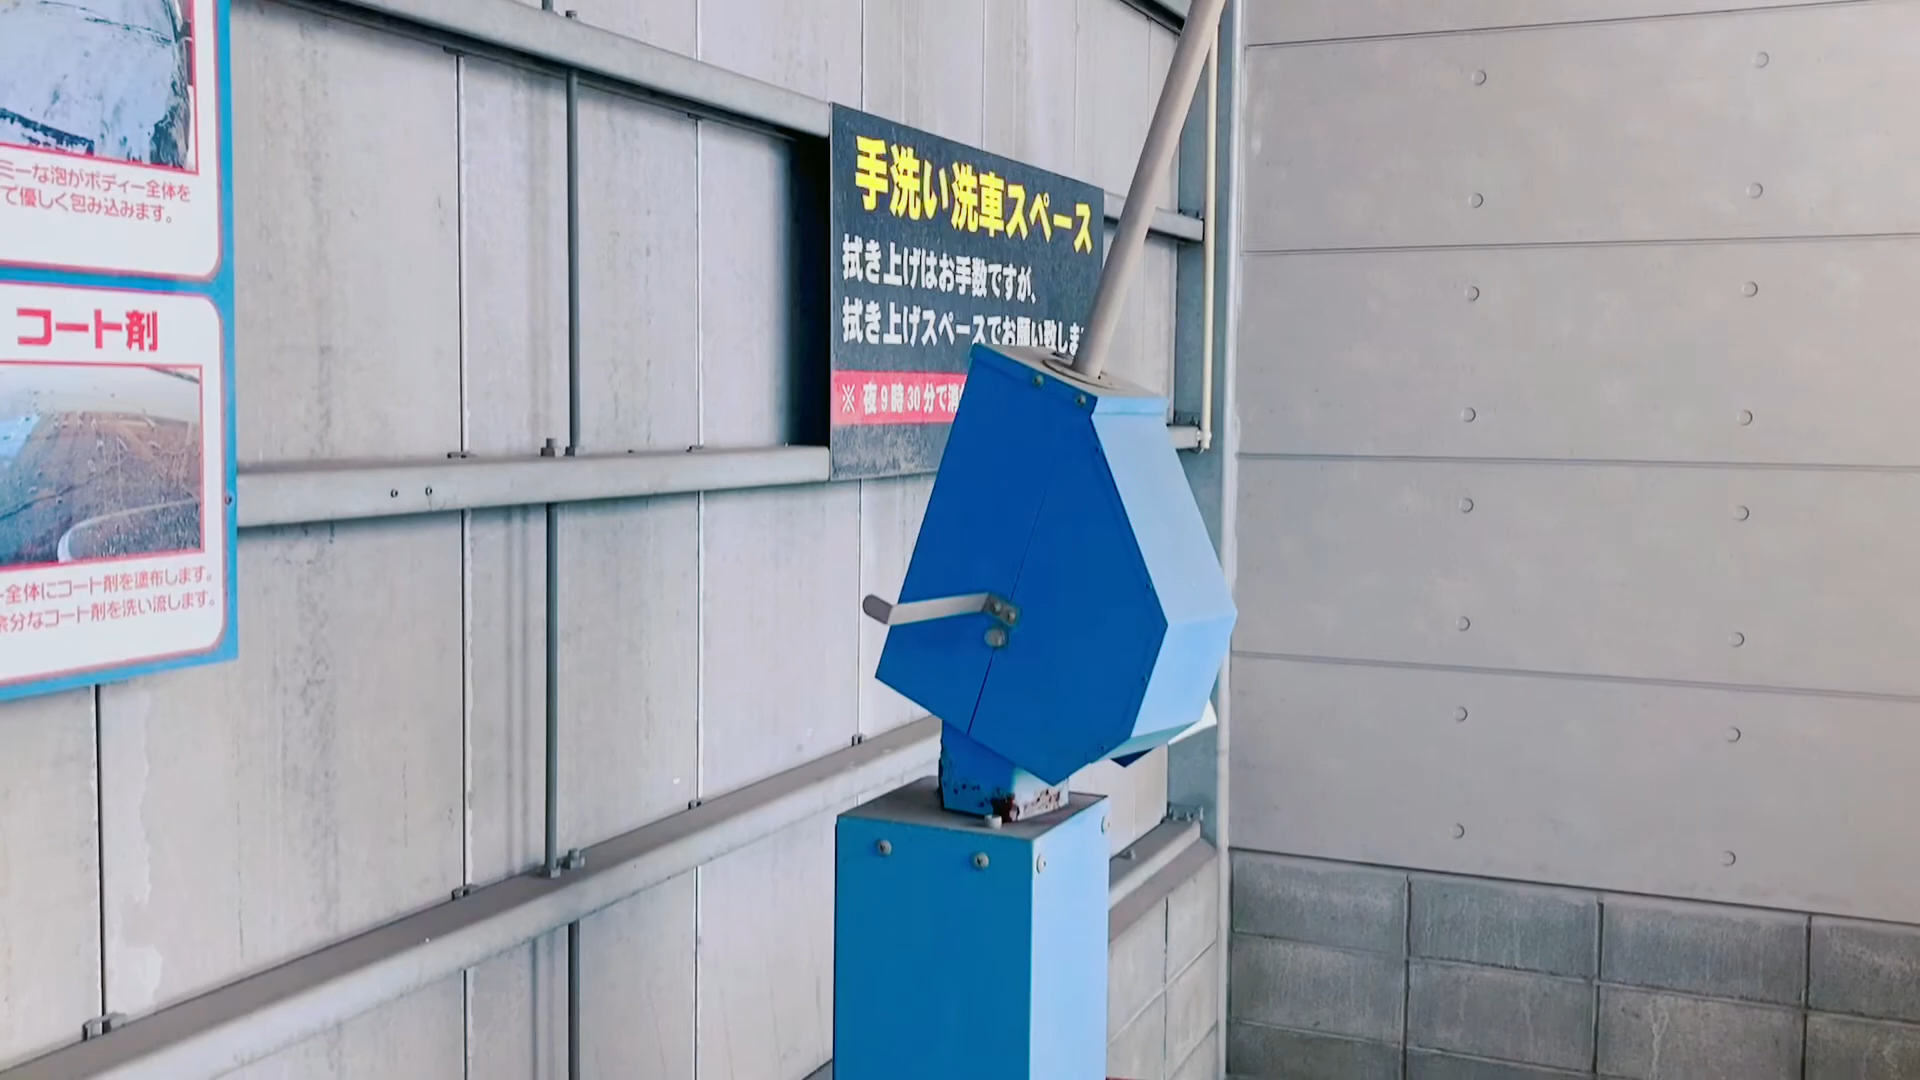 ミーな泡がボディー全体を
て優しく包み込みます。
コート剤
ー全体にコート剤を塗布します。
余分なコート剤を洗い流します。
手洗い洗車スペース
拭き上げはお手数ですが、
拭き上げスペースでお願い致しま
※ 夜9時30分で消